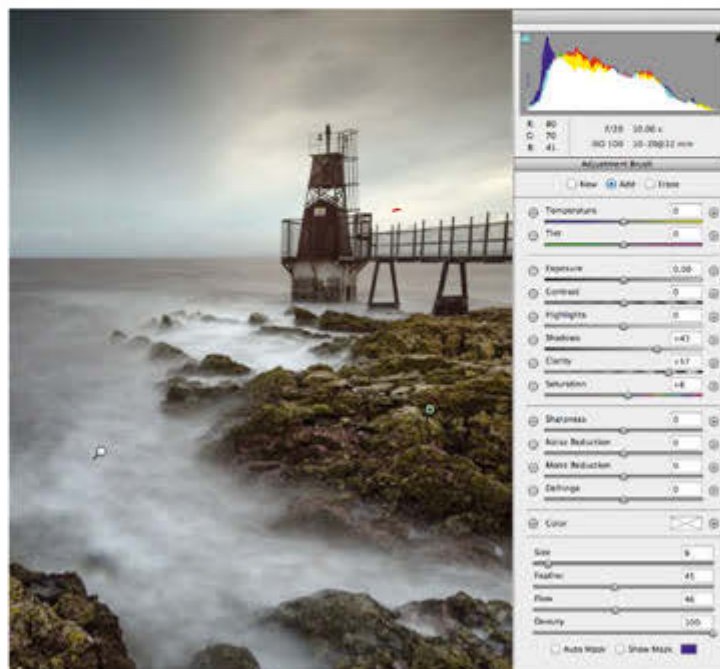 R: 80
G: 70
B: 41
f/20 10.00 s
ISO 100 10-20@12 mm
Adjustment Brush
New Add Erase
Temperature 0
Tint 0
Exposure 0.00
Contrast 0
Highlights 0
Shadows +43
Clarity +57
Saturation +8
Sharpness 0
Noise Reduction 0
Moire Reduction 0
Defringe 0
Color
Size 9
Feather 45
Flow 46
Density 100
Auto Mask Show Mask